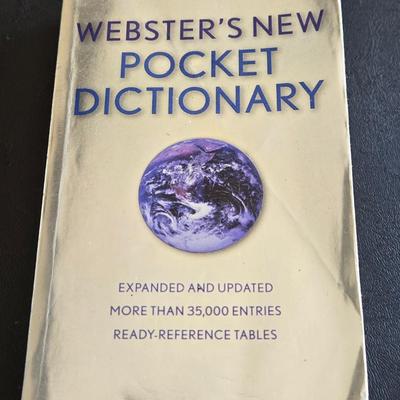 WEBSTER'S NEW
POCKET
DICTIONARY
EXPANDED AND UPDATED
MORE THAN 35,000 ENTRIES
READY-REFERENCE TABLES